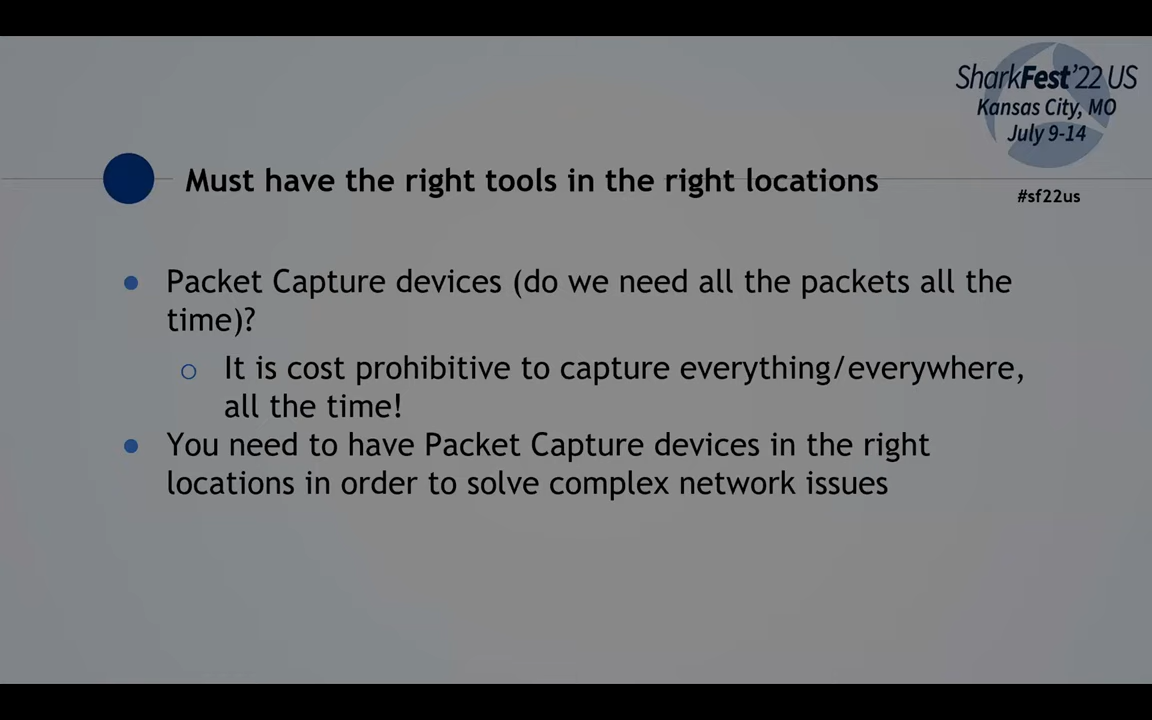 SharkFest'22 US
Kansas City, MO
July 9-14
Must have the right tools in the right locations
#sf22us
Packet Capture devices (do we need all the packets all the
time)?
It is cost prohibitive to capture everything/everywhere,
all the time!
You need to have Packet Capture devices in the right
locations in order to solve complex network issues